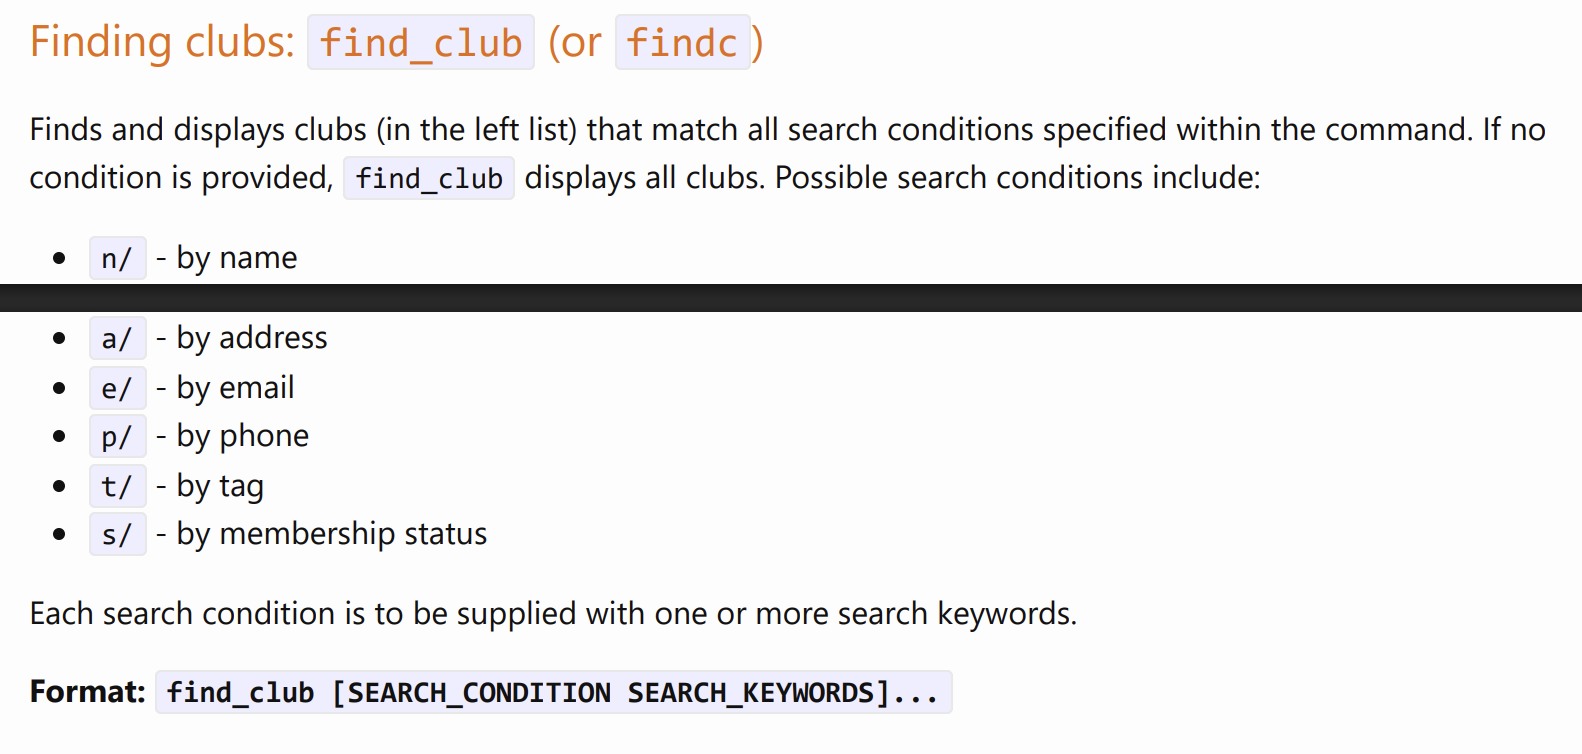 Finding clubs: find_club (or findc)
Finds and displays clubs (in the left list) that match all search conditions specified within the command. If no
condition is provided, find_club displays all clubs. Possible search conditions include:
• n/ - by name
• a/ - by address
• e/ - by email
• p/ - by phone
• t/ - by tag
• s/ - by membership status
Each search condition is to be supplied with one or more search keywords.
Format: find_club [SEARCH_CONDITION SEARCH_KEYWORDS]...